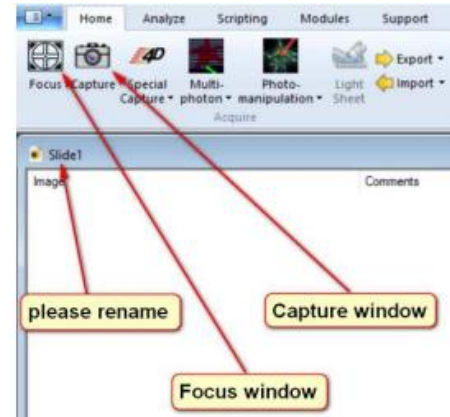 Home Analyze Scripting Modules Support
Focus Capture Special Capture Multi-photon Photo-manipulation Light Sheet Export Import
Acquire
Slide1
Image Comments
please rename
Capture window
Focus window